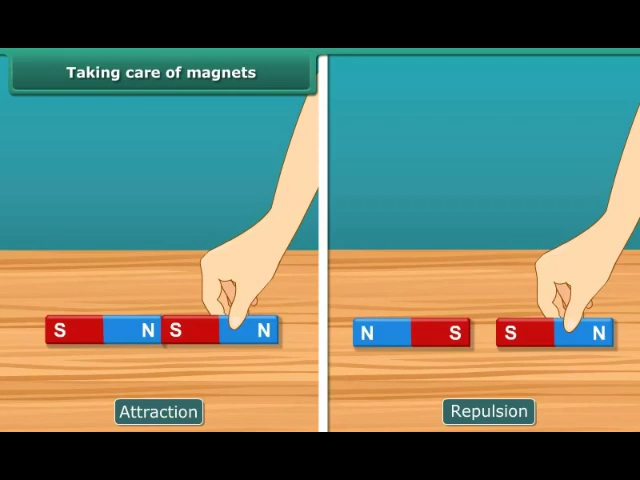 Taking care of magnets
S N S N
N S S N
Attraction
Repulsion